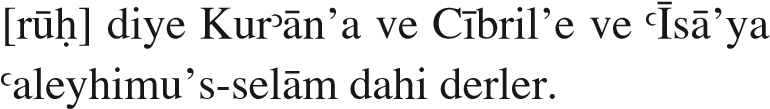 [rūḥ] diye Kurʾān’a ve Cībril’e ve ʿĪsā’ya
ʿaleyhimu’s-selām dahi derler.